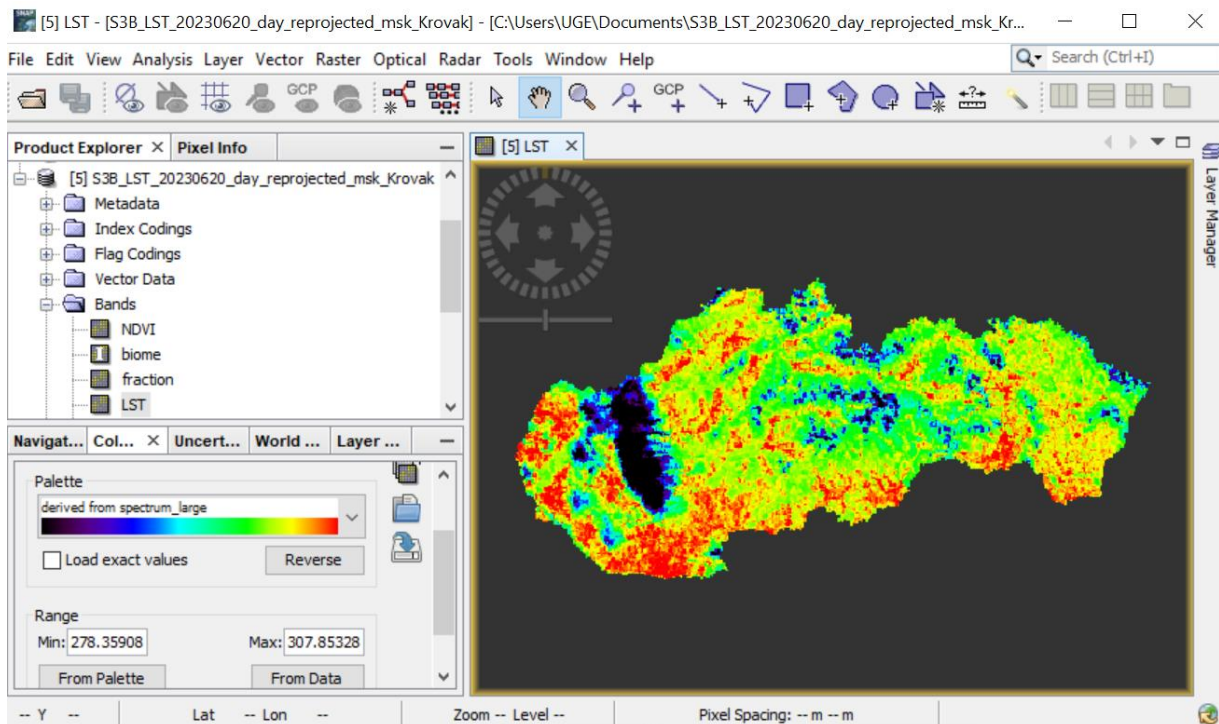 [5] LST - [S3B_LST_20230620_day_reprojected_msk_Krovak] - [C:\Users\UGE\Documents\S3B_LST_20230620_day_reprojected_msk_Kr...
File Edit View Analysis Layer Vector Raster Optical Radar Tools Window Help
Search (Ctrl+I)
GCP
GCP
Product Explorer
Pixel Info
[5] LST
[5] S3B_LST_20230620_day_reprojected_msk_Krovak
Metadata
Index Codings
Flag Codings
Vector Data
Bands
NDVI
biome
fraction
LST
Layer Manager
Navigat... Col... Uncert... World ... Layer ...
Palette
derived from spectrum_large
Load exact values
Reverse
Range
Min: 278.35908
Max: 307.85328
From Palette
From Data
-- Y --
Lat -- Lon --
Zoom -- Level --
Pixel Spacing: -- m -- m